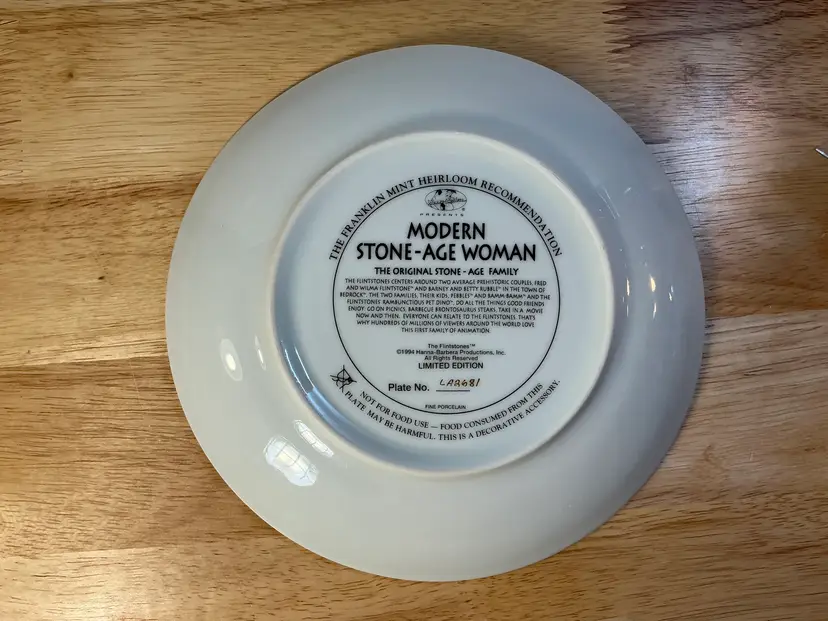 THE FRANKLIN MINT HEIRLOOM RECOMMENDATION
PRESENTS
MODERN
STONE-AGE WOMAN
THE ORIGINAL STONE-AGE FAMILY
THE FLINTSTONES CENTERS AROUND TWO AVERAGE PREHISTORIC COUPLES, FRED
AND WILMA FLINTSTONE™ AND BARNEY AND BETTY RUBBLE™ IN THE TOWN OF
BEDROCK™. THE TWO FAMILIES, THEIR KIDS, PEBBLES™ AND BAMM-BAMM™ AND THE
FLINTSTONES' RAMBUNCTIOUS PET DINO™, DO ALL THE THINGS GOOD FRIENDS
ENJOY: GO ON PICNICS, BARBECUE BRONTOSAURUS STEAKS, TAKE IN A MOVIE
NOW AND THEN. EVERYONE CAN RELATE TO THE FLINTSTONES. THAT'S
WHY HUNDREDS OF MILLIONS OF VIEWERS AROUND THE WORLD LOVE
THIS FIRST FAMILY OF ANIMATION.
The Flintstones™
©1994 Hanna-Barbera Productions, Inc.
All Rights Reserved
LIMITED EDITION
Plate No.
FINE PORCELAIN
NOT FOR FOOD USE — FOOD CONSUMED FROM THIS
PLATE MAY BE HARMFUL. THIS IS A DECORATIVE ACCESSORY.